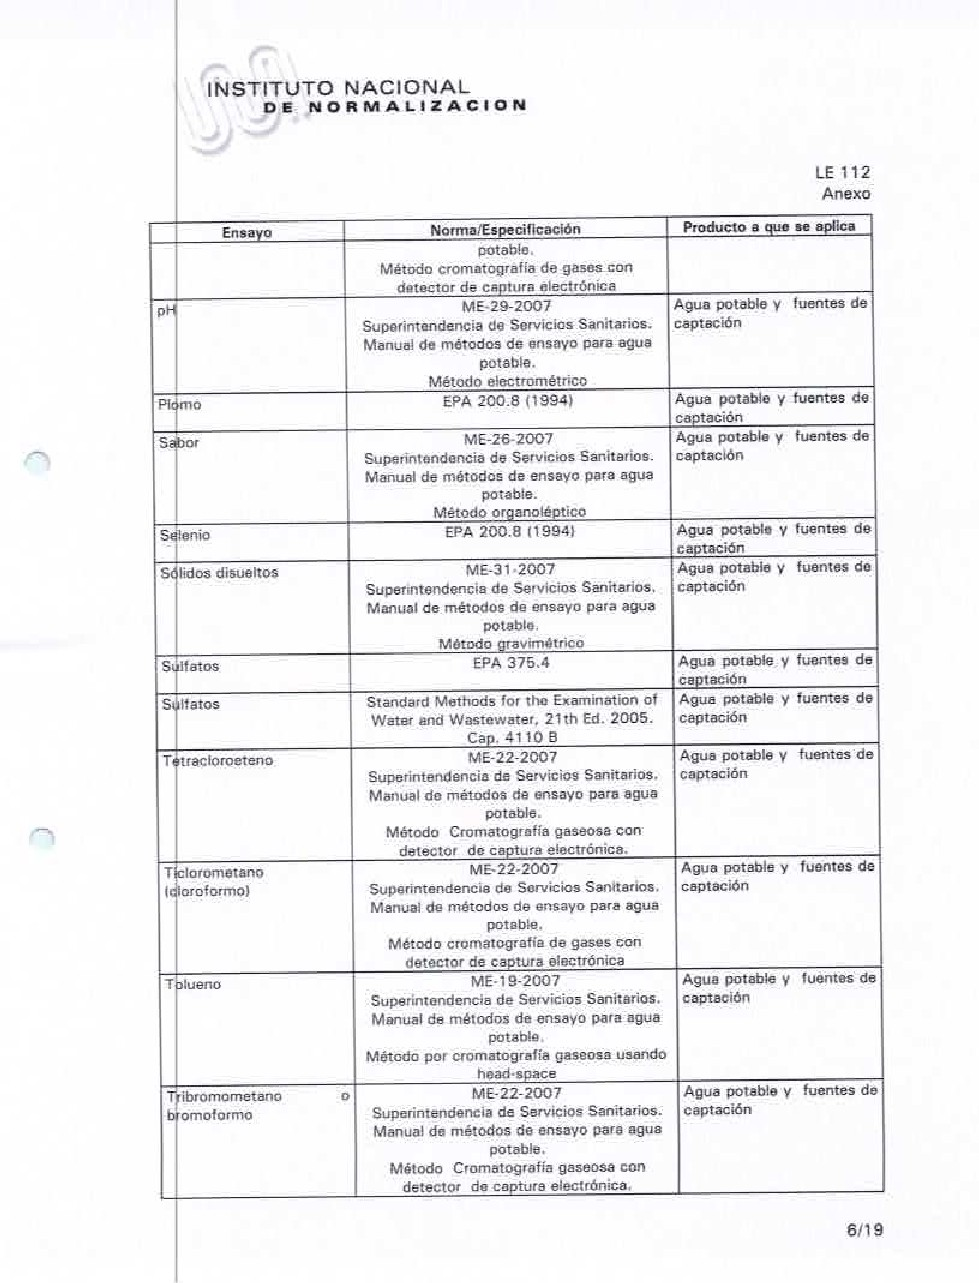 INSTITUTO NACIONAL
DE NORMALIZACION
LE 112
Anexo
Ensayo Norma/Especificación Producto a que se aplica
potable.
Método cromatografía de gases con
detector de captura electrónica
pH ME-29-2007 Agua potable y fuentes de
Superintendencia de Servicios Sanitarios. captación
Manual de métodos de ensayo para agua
potable.
Método electrométrico
Plomo EPA 200.8 (1994) Agua potable y fuentes de
captación
Sabor ME-26-2007 Agua potable y fuentes de
Superintendencia de Servicios Sanitarios. captación
Manual de métodos de ensayo para agua
potable.
Método organoléptico
Selenio EPA 200.8 (1994) Agua potable y fuentes de
captación
Sólidos disueltos ME-31-2007 Agua potable y fuentes de
Superintendencia de Servicios Sanitarios. captación
Manual de métodos de ensayo para agua
potable.
Método gravimétrico
Sulfatos EPA 375.4 Agua potable y fuentes de
captación
Sulfatos Standard Methods for the Examination of Agua potable y fuentes de
Water and Wastewater, 21th Ed. 2005. captación
Cap. 4110 B
Tetracloroeteno ME-22-2007 Agua potable y fuentes de
Superintendencia de Servicios Sanitarios. captación
Manual de métodos de ensayo para agua
potable.
Método Cromatografía gaseosa con
detector de captura electrónica.
Ticlorometano ME-22-2007 Agua potable y fuentes de
(cloroformo) Superintendencia de Servicios Sanitarios. captación
Manual de métodos de ensayo para agua
potable.
Método cromatografía de gases con
detector de captura electrónica
Tolueno ME-19-2007 Agua potable y fuentes de
Superintendencia de Servicios Sanitarios. captación
Manual de métodos de ensayo para agua
potable.
Método por cromatografía gaseosa usando
head-space
Tribromometano o ME-22-2007 Agua potable y fuentes de
bromoformo Superintendencia de Servicios Sanitarios. captación
Manual de métodos de ensayo para agua
potable.
Método Cromatografía gaseosa con
detector de captura electrónica.
6/19